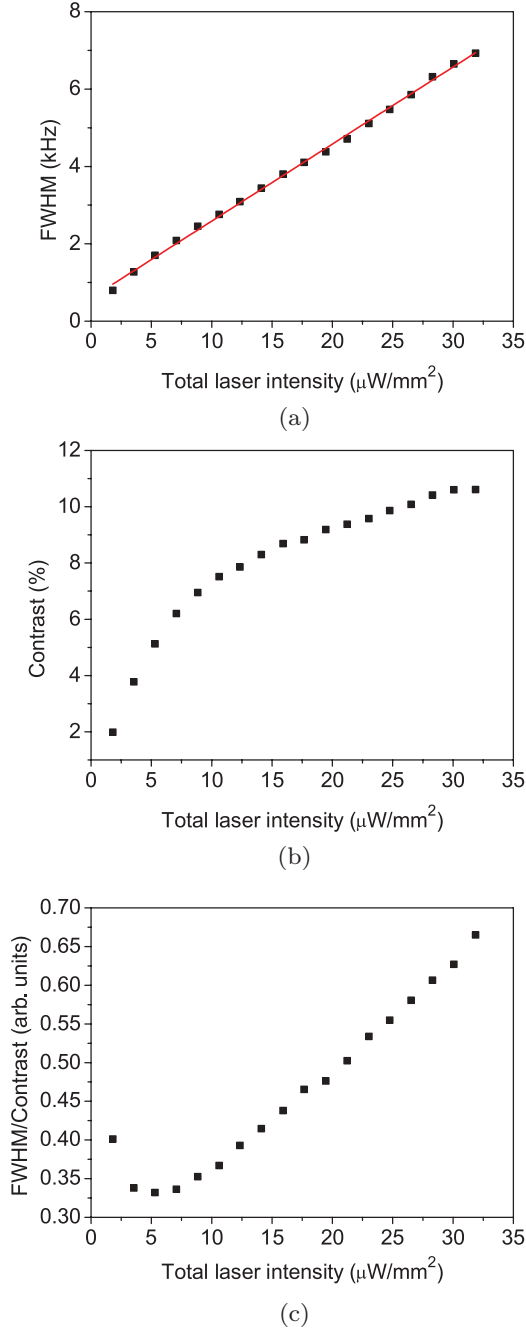 8
6
4
2
0
FWHM (kHz)
0 5 10 15 20 25 30 35
Total laser intensity (μW/mm²)
(a)
12
10
8
6
4
2
Contrast (%)
0 5 10 15 20 25 30 35
Total laser intensity (μW/mm²)
(b)
0.70
0.65
0.60
0.55
0.50
0.45
0.40
0.35
0.30
FWHM/Contrast (arb. units)
0 5 10 15 20 25 30 35
Total laser intensity (μW/mm²)
(c)